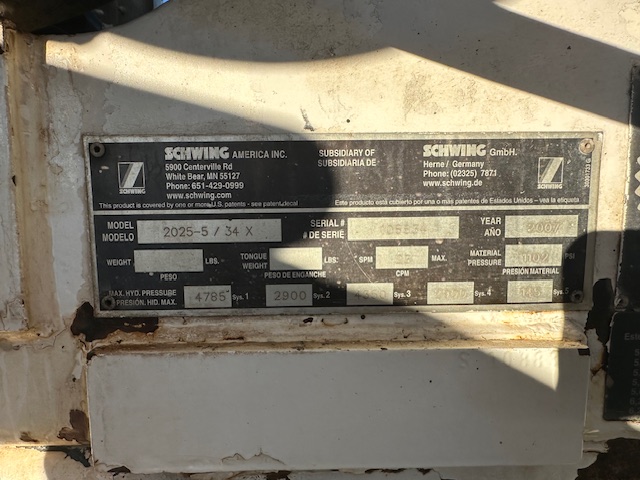 SCHWING AMERICA INC.
5900 Centerville Rd
White Bear, MN 55127
Phone: 651-429-0999
SUBSIDIARY OF
SUBSIDIARIA DE
SCHWING GmbH.
Herne / Germany
Phone: (02325) 7871
www.schwing.com
www.schwing.de
SCHWING
SCHWING
This product is covered by one or more U.S. patents - see patent decal
Este producto está cubierto por una o más patentes de Estados Unidos - vea la etiqueta
MODEL
MODELO
2025-5 / 34 X
SERIAL #
# DE SERIE
YEAR
AÑO
2007
WEIGHT
LBS.
PESO
TONGUE
WEIGHT
LBS.
PESO DE ENGANCHE
SPM
MAX.
CPM
MATERIAL
PRESSURE
PSI
PRESIÓN MATERIAL
MAX. HYD. PRESSURE
PRESIÓN. HID. MAX.
4785 Sys. 1
2900 Sys. 2
Sys. 3
Sys. 4
Sys. 5